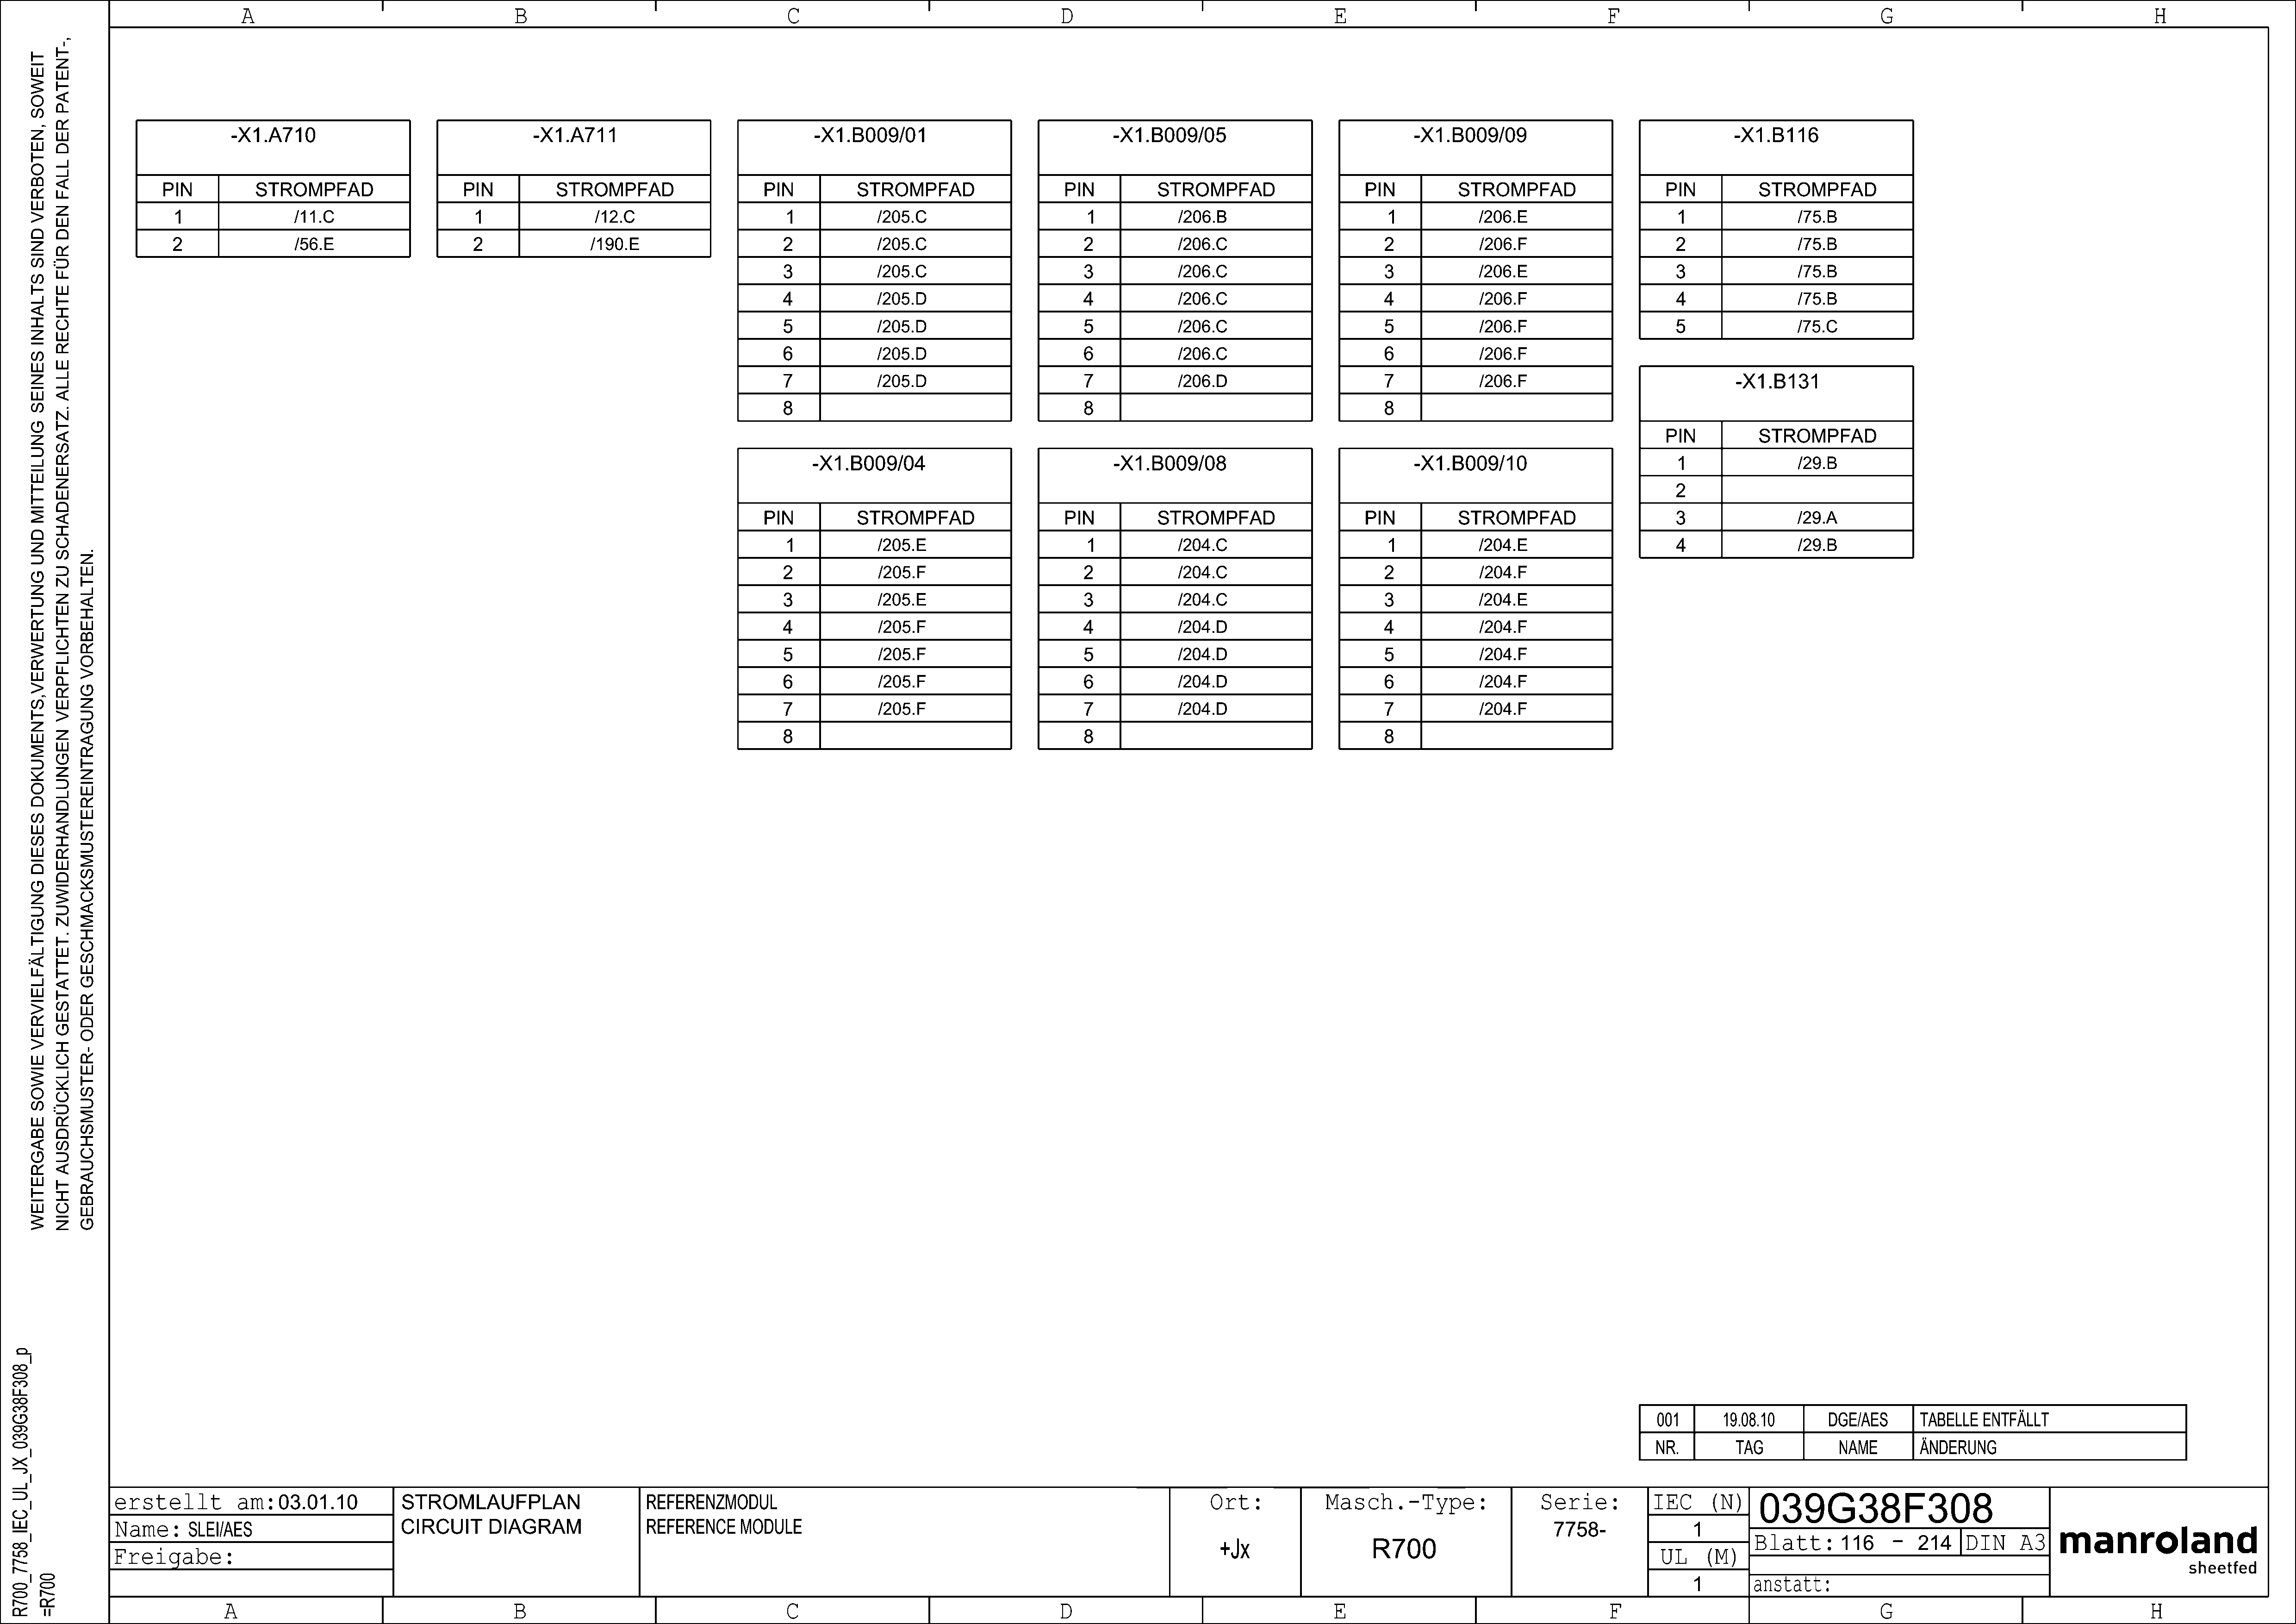 A B C D E F G H
WEITERGABE SOWIE VERVIELFÄLTIGUNG DIESES DOKUMENTS,VERWERTUNG UND MITTEILUNG SEINES INHALTS SIND VERBOTEN, SOWEIT
NICHT AUSDRÜCKLICH GESTATTET. ZUWIDERHANDLUNGEN VERPFLICHTEN ZU SCHADENERSATZ. ALLE RECHTE FÜR DEN FALL DER PATENT-,
GEBRAUCHSMUSTER- ODER GESCHMACKSMUSTEREINTRAGUNG VORBEHALTEN.
R700_7758_IEC_UL_JX_039G38F308_p
=R700
-X1.A710
PIN STROMPFAD
1 /11.C
2 /56.E
-X1.A711
PIN STROMPFAD
1 /12.C
2 /190.E
-X1.B009/01
PIN STROMPFAD
1 /205.C
2 /205.C
3 /205.C
4 /205.D
5 /205.D
6 /205.D
7 /205.D
8
-X1.B009/04
PIN STROMPFAD
1 /205.E
2 /205.F
3 /205.E
4 /205.F
5 /205.F
6 /205.F
7 /205.F
8
-X1.B009/05
PIN STROMPFAD
1 /206.B
2 /206.C
3 /206.C
4 /206.C
5 /206.C
6 /206.C
7 /206.D
8
-X1.B009/08
PIN STROMPFAD
1 /204.C
2 /204.C
3 /204.C
4 /204.D
5 /204.D
6 /204.D
7 /204.D
8
-X1.B009/09
PIN STROMPFAD
1 /206.E
2 /206.F
3 /206.E
4 /206.F
5 /206.F
6 /206.F
7 /206.F
8
-X1.B009/10
PIN STROMPFAD
1 /204.E
2 /204.F
3 /204.E
4 /204.F
5 /204.F
6 /204.F
7 /204.F
8
-X1.B116
PIN STROMPFAD
1 /75.B
2 /75.B
3 /75.B
4 /75.B
5 /75.C
-X1.B131
PIN STROMPFAD
1 /29.B
2
3 /29.A
4 /29.B
001 19.08.10 DGE/AES TABELLE ENTFÄLLT
NR. TAG NAME ÄNDERUNG
erstellt am: 03.01.10
Name: SLEI/AES
Freigabe:
STROMLAUFPLAN
CIRCUIT DIAGRAM
REFERENZMODUL
REFERENCE MODULE
Ort:
+Jx
Masch.-Type:
R700
Serie:
7758-
IEC (N)
1
UL (M)
1
039G38F308
Blatt: 116 - 214 DIN A3
anstatt:
manroland
sheetfed
A B C D E F G H